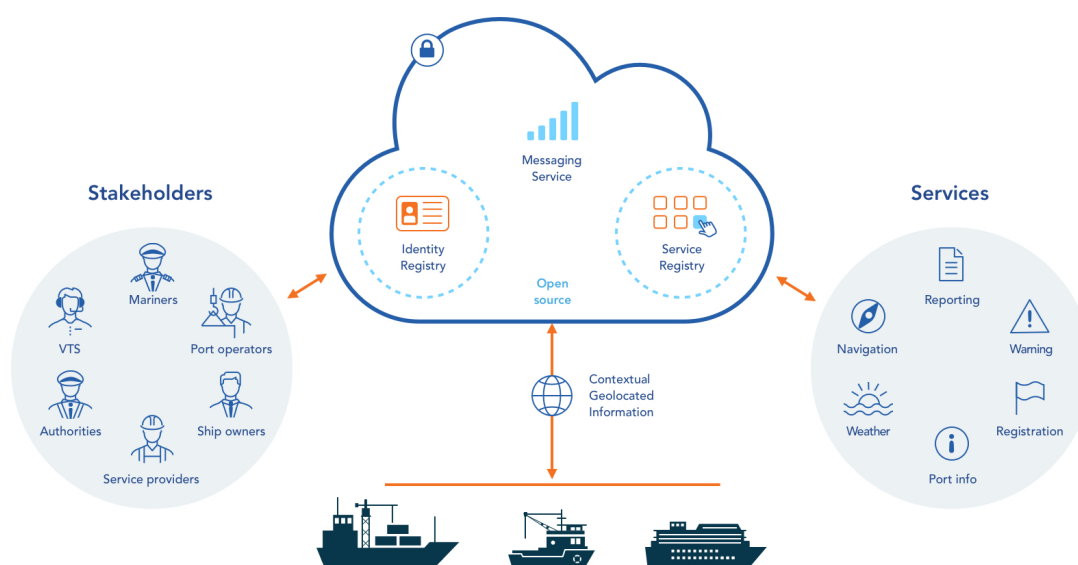 Messaging
Service
Stakeholders
Services
Identity
Registry
Service
Registry
Open
source
Mariners
VTS
Port operators
Authorities
Ship owners
Service providers
Reporting
Navigation
Warning
Weather
Registration
Port info
Contextual
Geolocated
Information